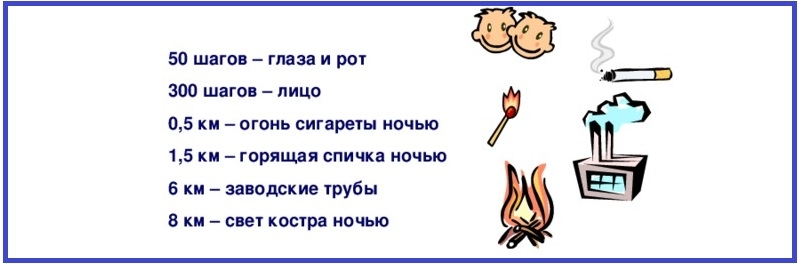 50 шагов – глаза и рот
300 шагов – лицо
0,5 км – огонь сигареты ночью
1,5 км – горящая спичка ночью
6 км – заводские трубы
8 км – свет костра ночью